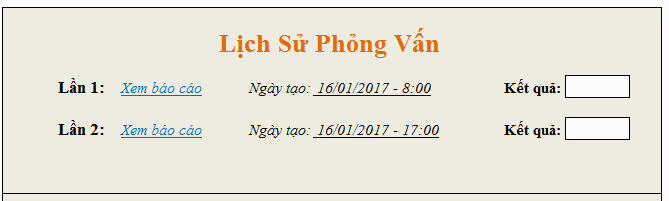 Lịch Sử Phỏng Vấn
Lần 1: Xem báo cáo Ngày tạo: 16/01/2017 - 8:00 Kết quả:
Lần 2: Xem báo cáo Ngày tạo: 16/01/2017 - 17:00 Kết quả: